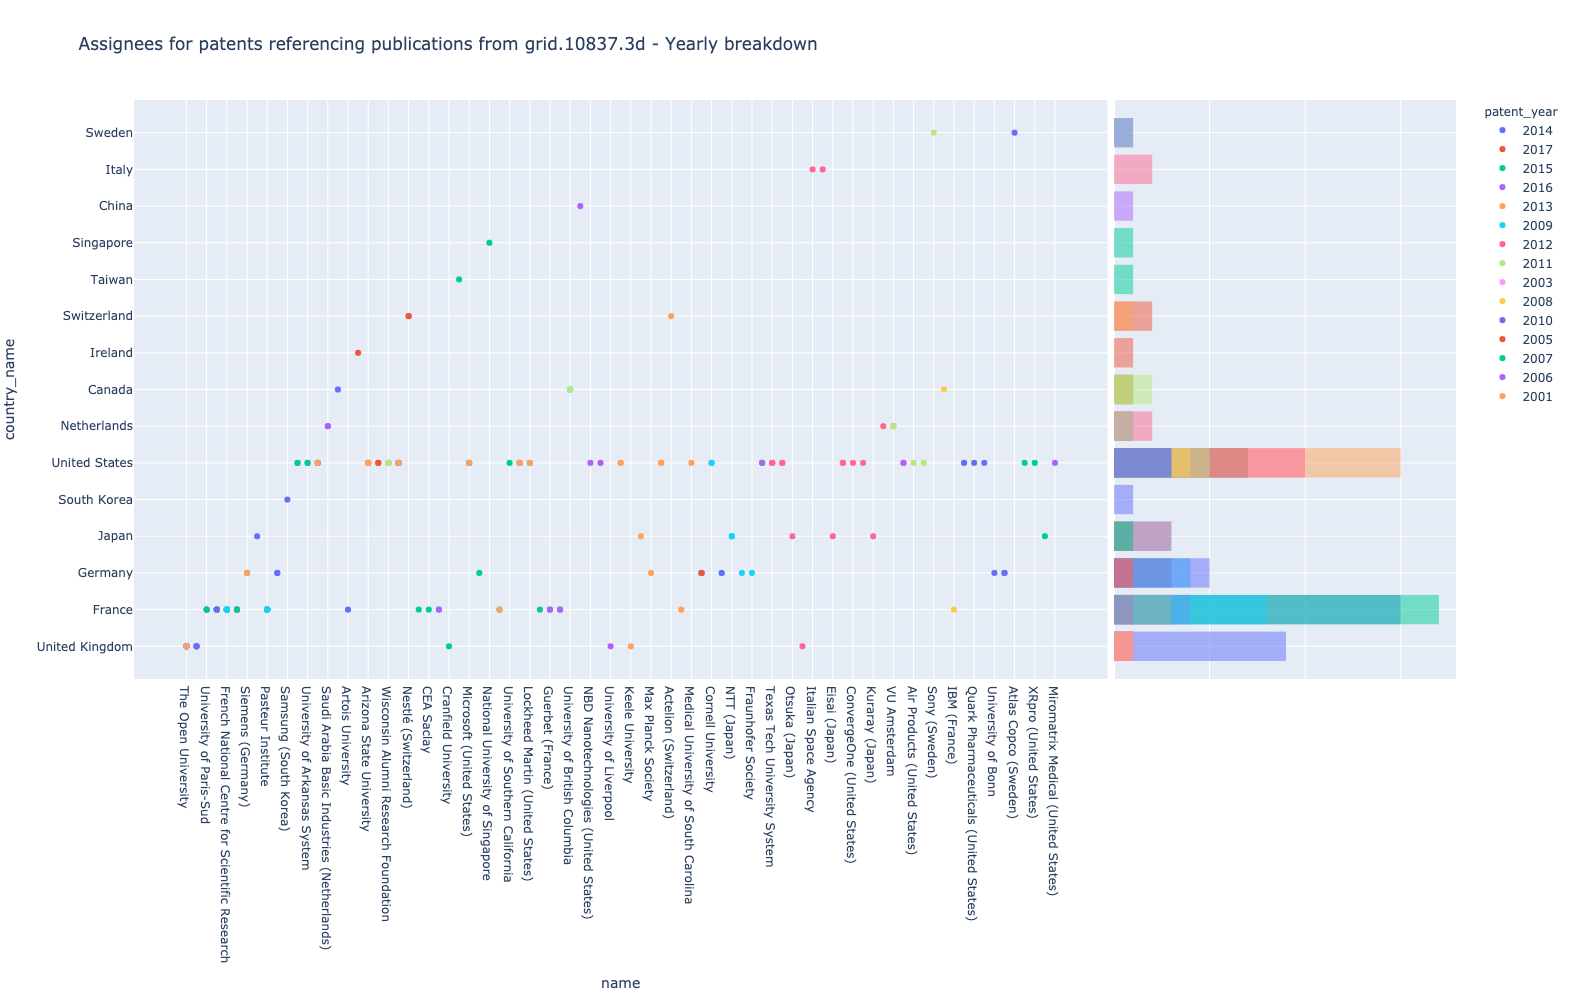 Assignees for patents referencing publications from grid.10837.3d - Yearly breakdown
country_name
Sweden
Italy
China
Singapore
Taiwan
Switzerland
Ireland
Canada
Netherlands
United States
South Korea
Japan
Germany
France
United Kingdom
The Open University
University of Paris-Sud
French National Centre for Scientific Research
Siemens (Germany)
Pasteur Institute
Samsung (South Korea)
University of Arkansas System
Saudi Arabia Basic Industries (Netherlands)
Artois University
Arizona State University
Wisconsin Alumni Research Foundation
Nestlé (Switzerland)
CEA Saclay
Cranfield University
Microsoft (United States)
National University of Singapore
University of Southern California
Lockheed Martin (United States)
Guerbet (France)
University of British Columbia
NBD Nanotechnologies (United States)
University of Liverpool
Keele University
Max Planck Society
Actelion (Switzerland)
Medical University of South Carolina
Cornell University
NTT (Japan)
Fraunhofer Society
Texas Tech University System
Otsuka (Japan)
Italian Space Agency
Eisai (Japan)
ConvergeOne (United States)
Kuraray (Japan)
VU Amsterdam
Air Products (United States)
Sony (Sweden)
IBM (France)
Quark Pharmaceuticals (United States)
University of Bonn
Atlas Copco (Sweden)
XRpro (United States)
Miromatrix Medical (United States)
name
patent_year
2014
2017
2015
2016
2013
2009
2012
2011
2003
2008
2010
2005
2007
2006
2001